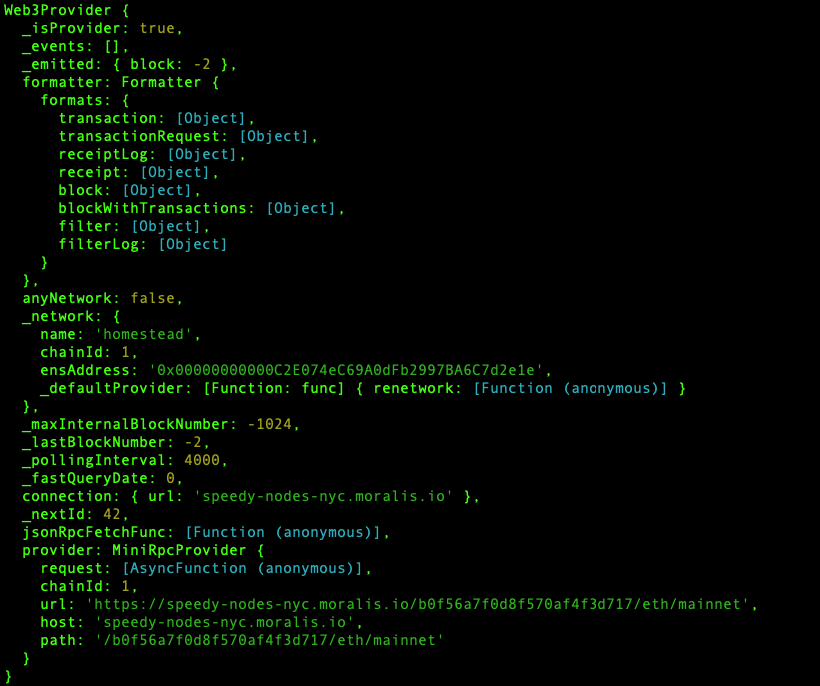 Web3Provider {
  _isProvider: true,
  _events: [],
  _emitted: { block: -2 },
  formatter: Formatter {
    formats: {
      transaction: [Object],
      transactionRequest: [Object],
      receiptLog: [Object],
      receipt: [Object],
      block: [Object],
      blockWithTransactions: [Object],
      filter: [Object],
      filterLog: [Object]
    }
  },
  anyNetwork: false,
  _network: {
    name: 'homestead',
    chainId: 1,
    ensAddress: '0x00000000000C2E074eC69A0dFb2997BA6C7d2e1e',
    _defaultProvider: [Function: func] { renetwork: [Function (anonymous)] }
  },
  _maxInternalBlockNumber: -1024,
  _lastBlockNumber: -2,
  _pollingInterval: 4000,
  _fastQueryDate: 0,
  connection: { url: 'speedy-nodes-nyc.moralis.io' },
  _nextId: 42,
  jsonRpcFetchFunc: [Function (anonymous)],
  provider: MiniRpcProvider {
    request: [AsyncFunction (anonymous)],
    chainId: 1,
    url: 'https://speedy-nodes-nyc.moralis.io/b0f56a7f0d8f570af4f3d717/eth/mainnet',
    host: 'speedy-nodes-nyc.moralis.io',
    path: '/b0f56a7f0d8f570af4f3d717/eth/mainnet'
  }
}